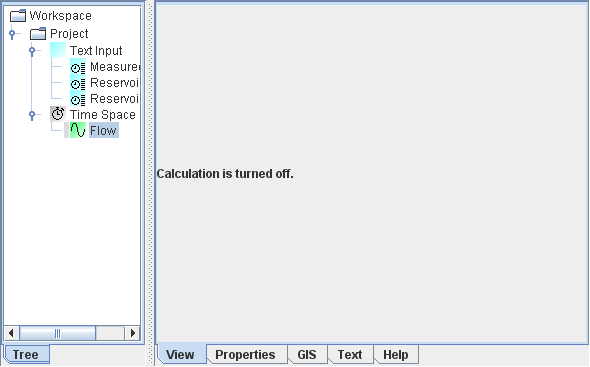 Workspace
Project
Text Input
Measured
Reservoi
Reservoi
Time Space
Flow
Calculation is turned off.
Tree
View Properties GIS Text Help